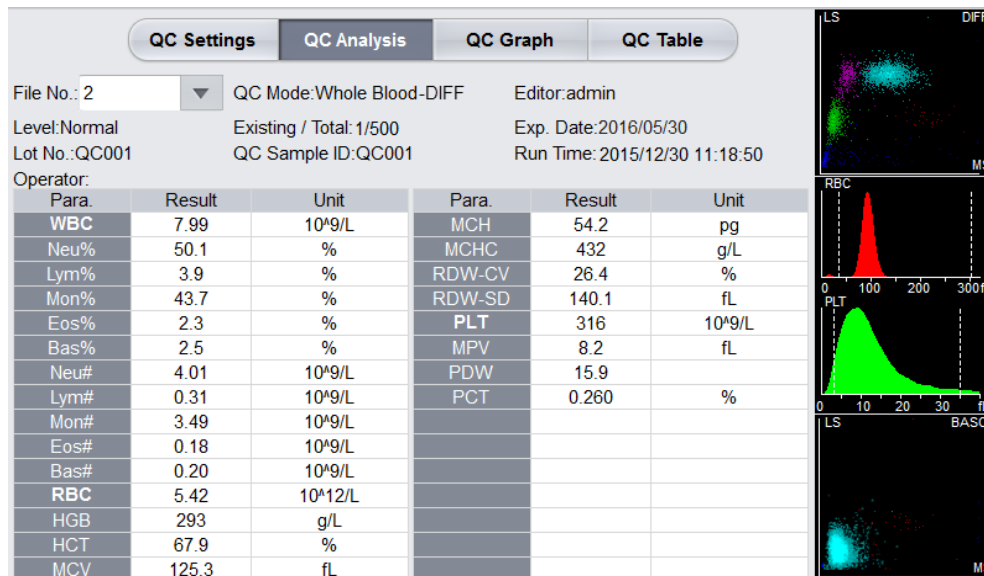 QC Settings QC Analysis QC Graph QC Table
File No.: 2 QC Mode:Whole Blood-DIFF Editor:admin
Level:Normal Existing / Total:1/500 Exp. Date:2016/05/30
Lot No.:QC001 QC Sample ID:QC001 Run Time:2015/12/30 11:18:50
Operator:
Para. Result Unit Para. Result Unit
WBC 7.99 10^9/L MCH 54.2 pg
Neu% 50.1 % MCHC 432 g/L
Lym% 3.9 % RDW-CV 26.4 %
Mon% 43.7 % RDW-SD 140.1 fL
Eos% 2.3 % PLT 316 10^9/L
Bas% 2.5 % MPV 8.2 fL
Neu# 4.01 10^9/L PDW 15.9
Lym# 0.31 10^9/L PCT 0.260 %
Mon# 3.49 10^9/L
Eos# 0.18 10^9/L
Bas# 0.20 10^9/L
RBC 5.42 10^12/L
HGB 293 g/L
HCT 67.9 %
MCV 125.3 fL
LS DIFF
MS
RBC
0 100 200 300f
PLT
0 10 20 30 fl
LS BASO
M